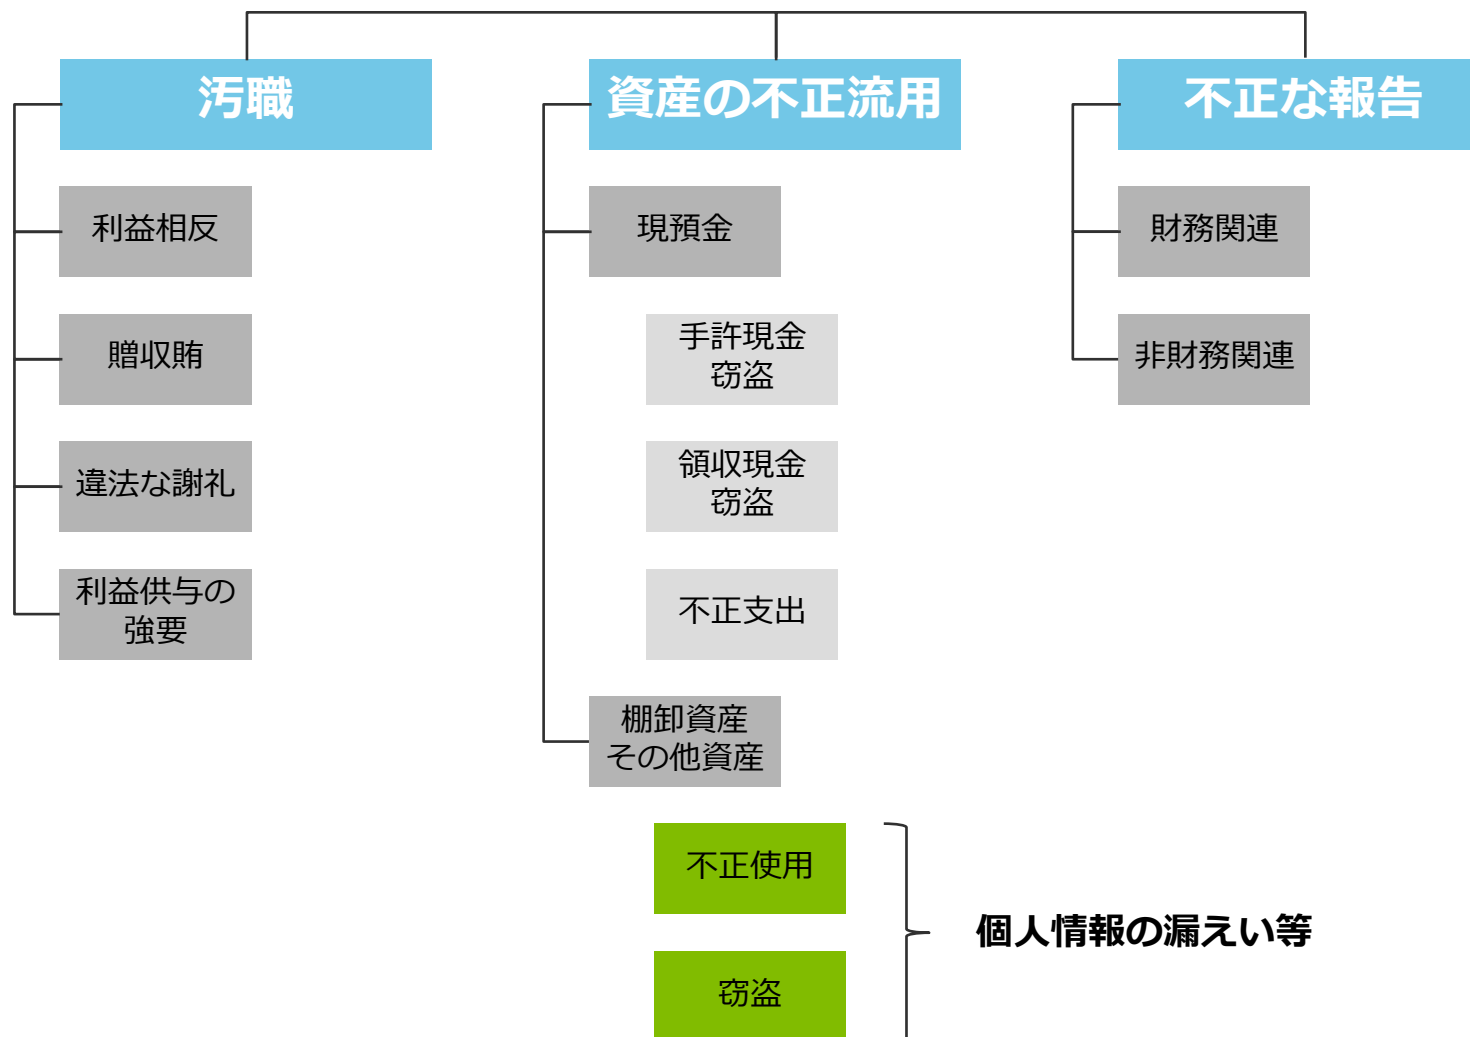 汚職
利益相反
贈収賄
違法な謝礼
利益供与の
強要
資産の不正流用
現預金
手許現金
窃盗
領収現金
窃盗
不正支出
棚卸資産
その他資産
不正使用
窃盗
個人情報の漏えい等
不正な報告
財務関連
非財務関連